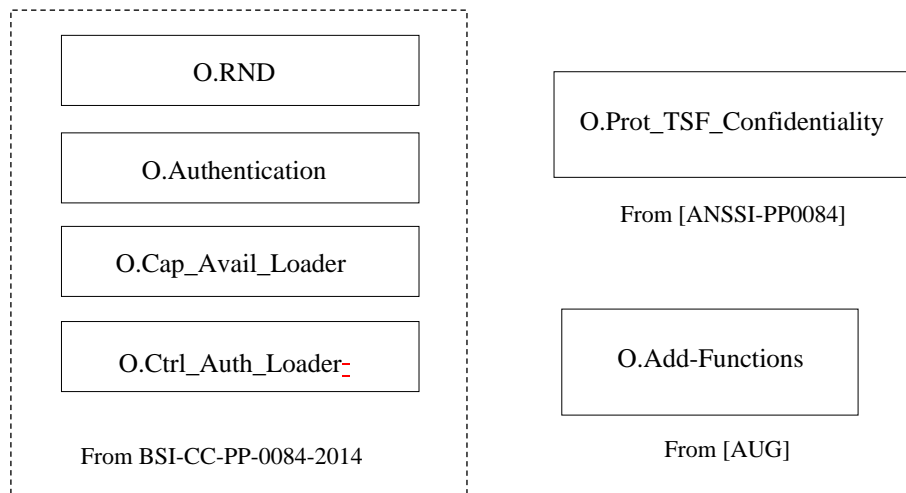 O.RND
O.Authentication
O.Cap_Avail_Loader
O.Ctrl_Auth_Loader-
From BSI-CC-PP-0084-2014
O.Prot_TSF_Confidentiality
From [ANSSI-PP0084]
O.Add-Functions
From [AUG]